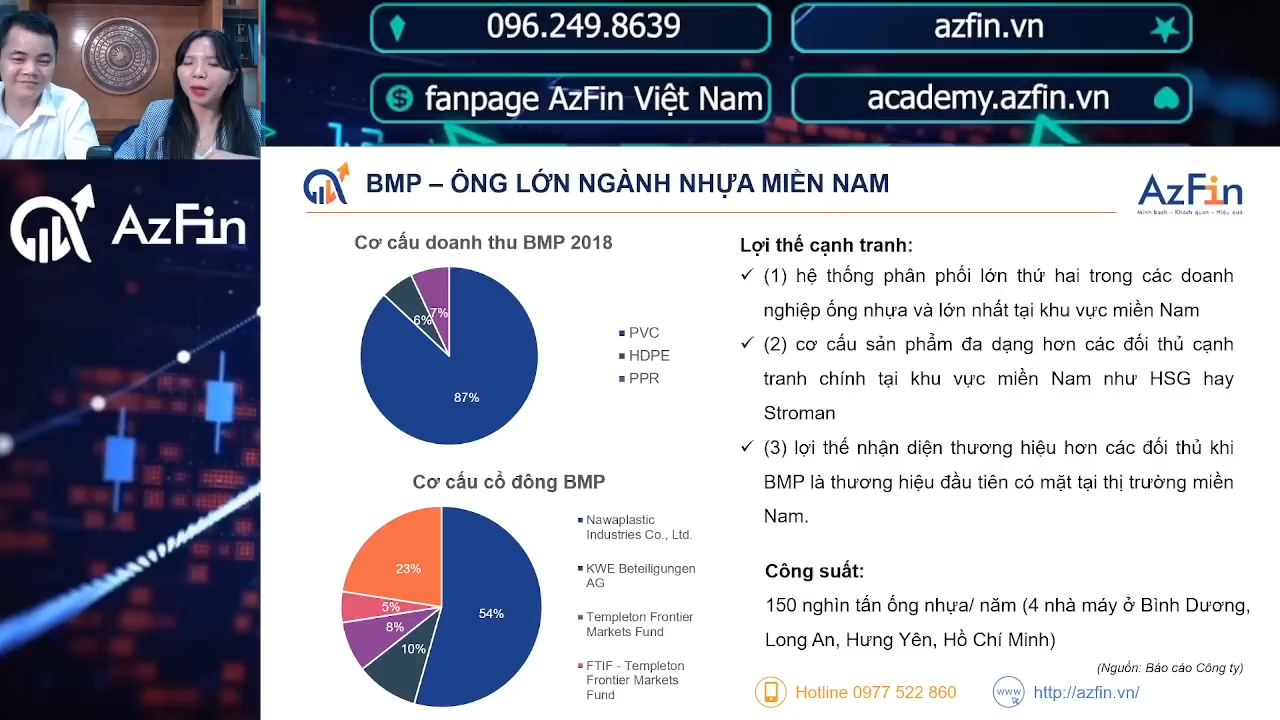 096.249.8639
azfin.vn
fanpage AzFin Việt Nam
academy.azfin.vn
AzFin
BMP – ÔNG LỚN NGÀNH NHỰA MIỀN NAM
AzFin
Minh bạch - Khách quan - Hiệu quả
Cơ cấu doanh thu BMP 2018
7%
6%
87%
PVC
HDPE
PPR
Cơ cấu cổ đông BMP
23%
5%
8%
10%
54%
Nawaplastic
Industries Co., Ltd.
KWE Beteiligungen
AG
Templeton Frontier
Markets Fund
FTIF - Templeton
Frontier Markets
Fund
Lợi thế cạnh tranh:
(1) hệ thống phân phối lớn thứ hai trong các doanh
nghiệp ống nhựa và lớn nhất tại khu vực miền Nam
(2) cơ cấu sản phẩm đa dạng hơn các đối thủ cạnh
tranh chính tại khu vực miền Nam như HSG hay
Stroman
(3) lợi thế nhận diện thương hiệu hơn các đối thủ khi
BMP là thương hiệu đầu tiên có mặt tại thị trường miền
Nam.
Công suất:
150 nghìn tấn ống nhựa/ năm (4 nhà máy ở Bình Dương,
Long An, Hưng Yên, Hồ Chí Minh)
(Nguồn: Báo cáo Công ty)
Hotline 0977 522 860
www
http://azfin.vn/